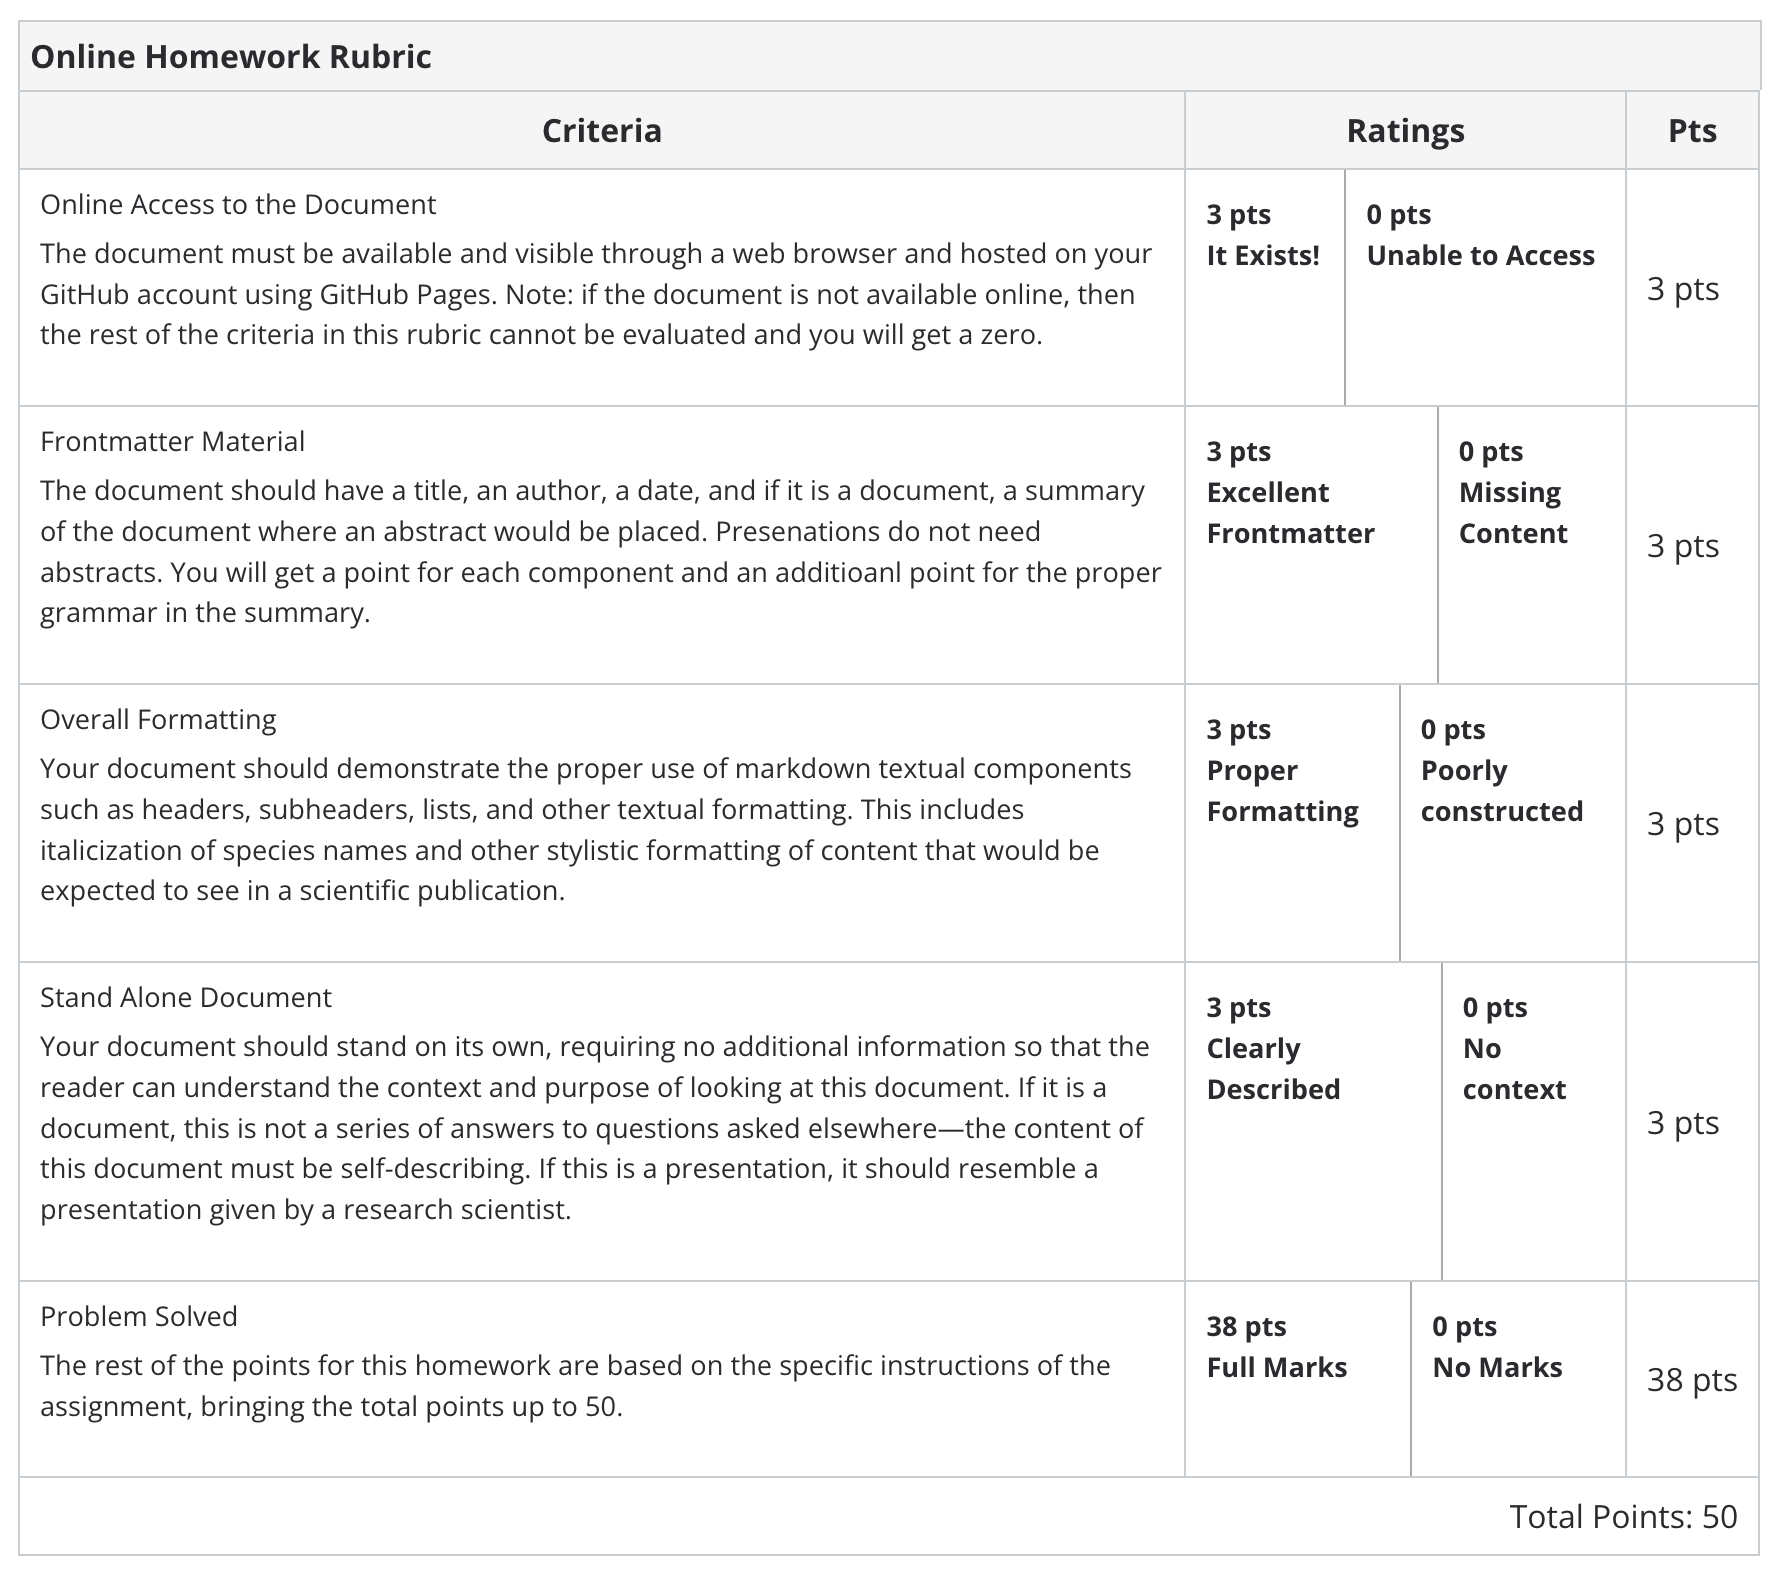 Online Homework Rubric
Criteria
Ratings
Pts
Online Access to the Document
The document must be available and visible through a web browser and hosted on your
GitHub account using GitHub Pages. Note: if the document is not available online, then
the rest of the criteria in this rubric cannot be evaluated and you will get a zero.
3 pts
It Exists!
0 pts
Unable to Access
3 pts
Frontmatter Material
The document should have a title, an author, a date, and if it is a document, a summary
of the document where an abstract would be placed. Presenations do not need
abstracts. You will get a point for each component and an additioanl point for the proper
grammar in the summary.
3 pts
Excellent
Frontmatter
0 pts
Missing
Content
3 pts
Overall Formatting
Your document should demonstrate the proper use of markdown textual components
such as headers, subheaders, lists, and other textual formatting. This includes
italicization of species names and other stylistic formatting of content that would be
expected to see in a scientific publication.
3 pts
Proper
Formatting
0 pts
Poorly
constructed
3 pts
Stand Alone Document
Your document should stand on its own, requiring no additional information so that the
reader can understand the context and purpose of looking at this document. If it is a
document, this is not a series of answers to questions asked elsewhere—the content of
this document must be self-describing. If this is a presentation, it should resemble a
presentation given by a research scientist.
3 pts
Clearly
Described
0 pts
No
context
3 pts
Problem Solved
The rest of the points for this homework are based on the specific instructions of the
assignment, bringing the total points up to 50.
38 pts
Full Marks
0 pts
No Marks
38 pts
Total Points: 50